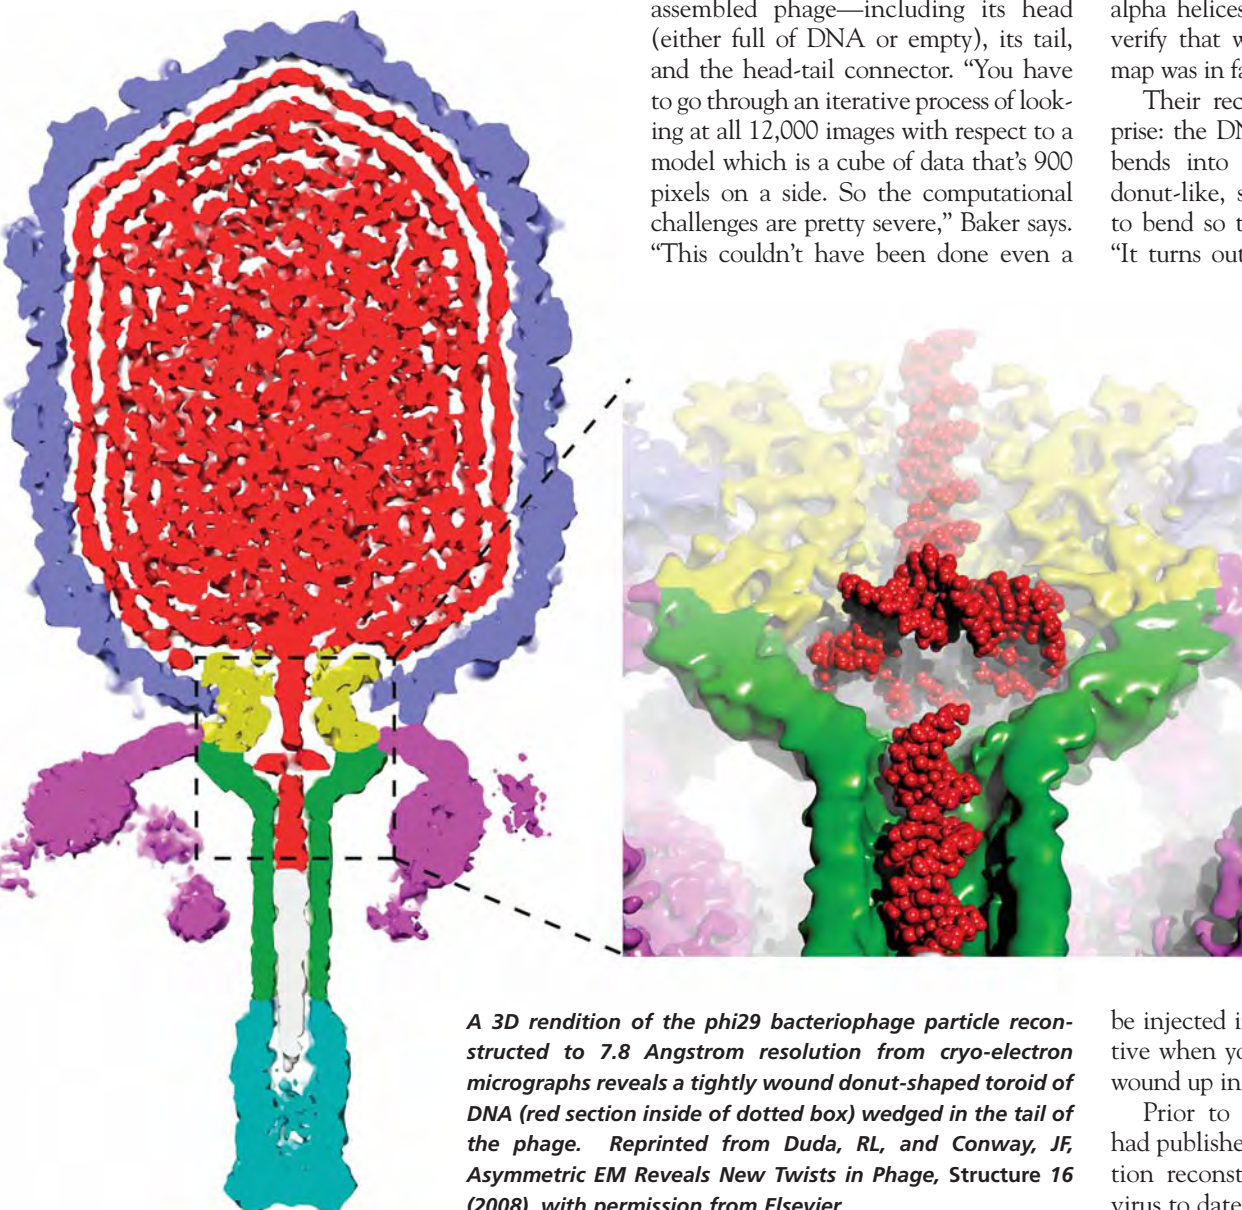 assembled phage—including its head
(either full of DNA or empty), its tail,
and the head-tail connector. “You have
to go through an iterative process of look-
ing at all 12,000 images with respect to a
model which is a cube of data that’s 900
pixels on a side. So the computational
challenges are pretty severe,” Baker says.
“This couldn’t have been done even a
alpha helices
verify that w
map was in fa
Their rec
prise: the DN
bends into
donut-like, s
to bend so t
“It turns out
A 3D rendition of the phi29 bacteriophage particle recon-
structed to 7.8 Angstrom resolution from cryo-electron
micrographs reveals a tightly wound donut-shaped toroid of
DNA (red section inside of dotted box) wedged in the tail of
the phage. Reprinted from Duda, RL, and Conway, JF,
Asymmetric EM Reveals New Twists in Phage, Structure 16
(2008), with permission from Elsevier
be injected i
tive when yo
wound up in
Prior to
had publishe
tion reconst
virus to date